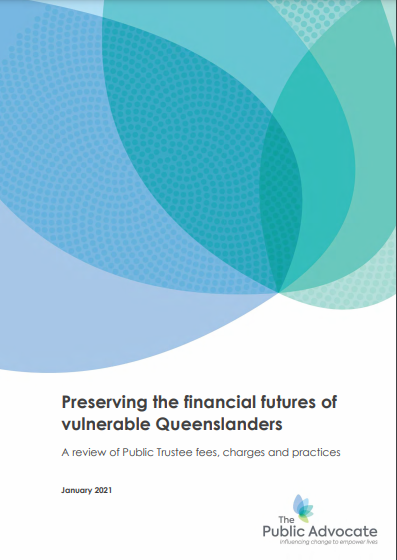 Preserving the financial futures of
vulnerable Queenslanders
A review of Public Trustee fees, charges and practices
January 2021
The
Public Advocate
Influencing change to empower lives